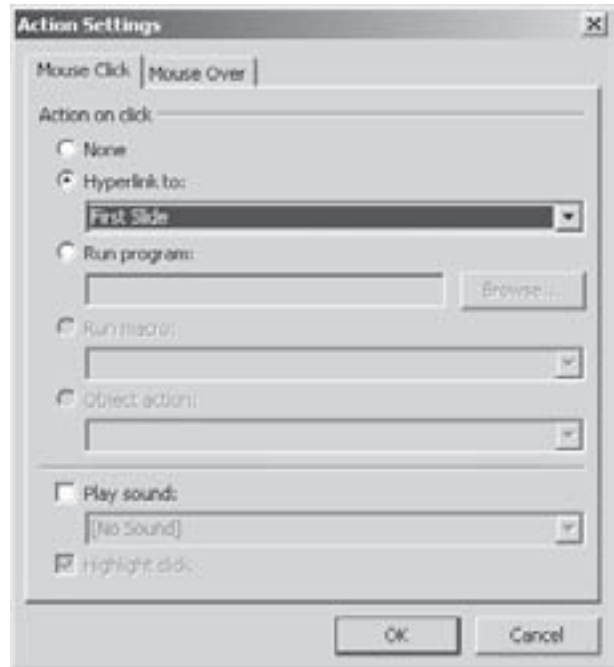 Action Settings
Mouse Click Mouse Over
Action on click
None
Hyperlink to:
First Slide
Run program:
Browse...
Run macro:
Object action:
Play sound:
[No Sound]
Highlight click
OK Cancel